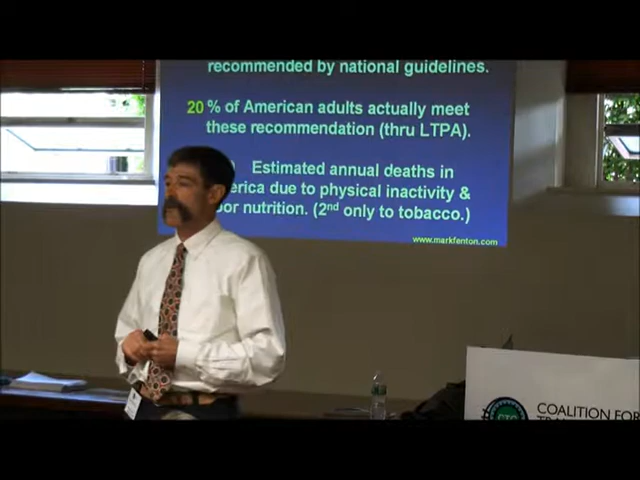 recommended by national guidelines.
20 % of American adults actually meet
these recommendation (thru LTPA).
Estimated annual deaths in
due to physical inactivity &
nutrition. (2nd only to tobacco.)
www.markfenton.com
COALITION FOR